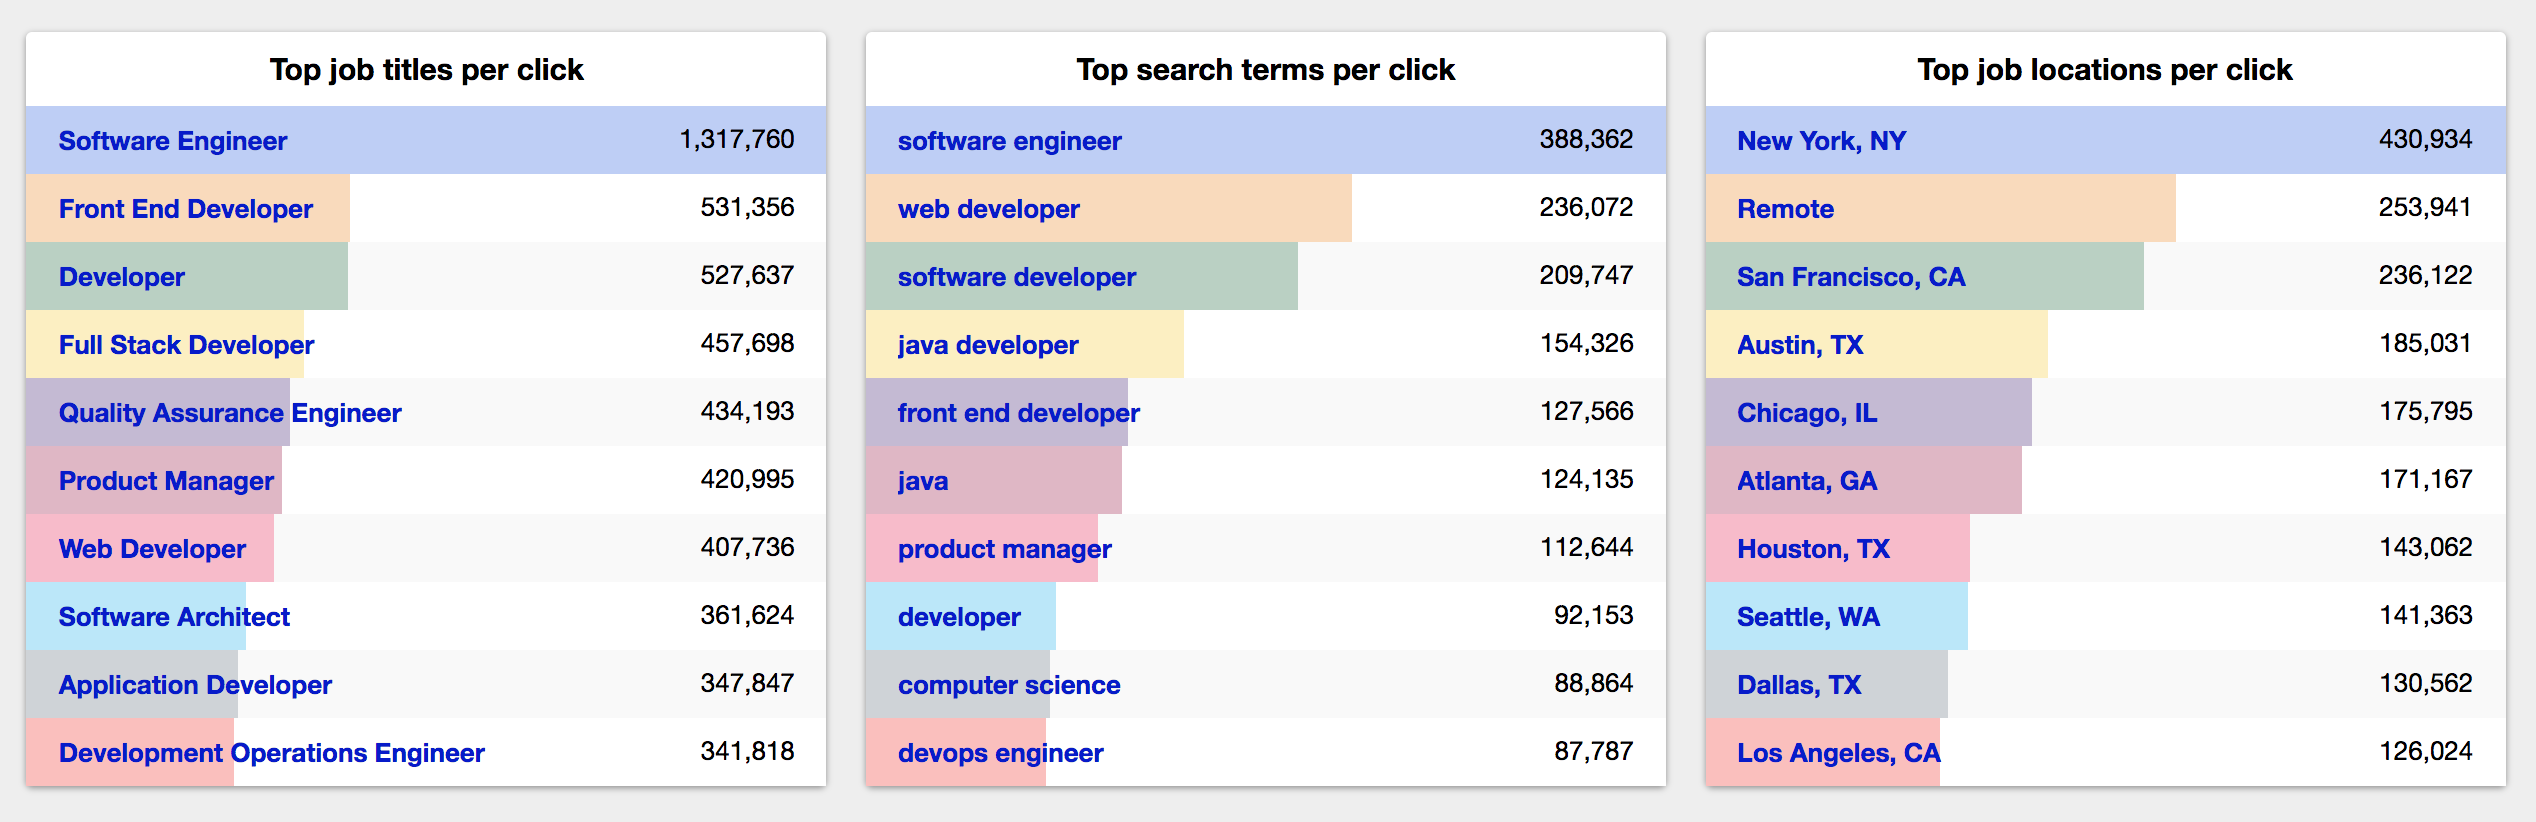 Top job titles per click
Software Engineer 1,317,760
Front End Developer 531,356
Developer 527,637
Full Stack Developer 457,698
Quality Assurance Engineer 434,193
Product Manager 420,995
Web Developer 407,736
Software Architect 361,624
Application Developer 347,847
Development Operations Engineer 341,818
Top search terms per click
software engineer 388,362
web developer 236,072
software developer 209,747
java developer 154,326
front end developer 127,566
java 124,135
product manager 112,644
developer 92,153
computer science 88,864
devops engineer 87,787
Top job locations per click
New York, NY 430,934
Remote 253,941
San Francisco, CA 236,122
Austin, TX 185,031
Chicago, IL 175,795
Atlanta, GA 171,167
Houston, TX 143,062
Seattle, WA 141,363
Dallas, TX 130,562
Los Angeles, CA 126,024